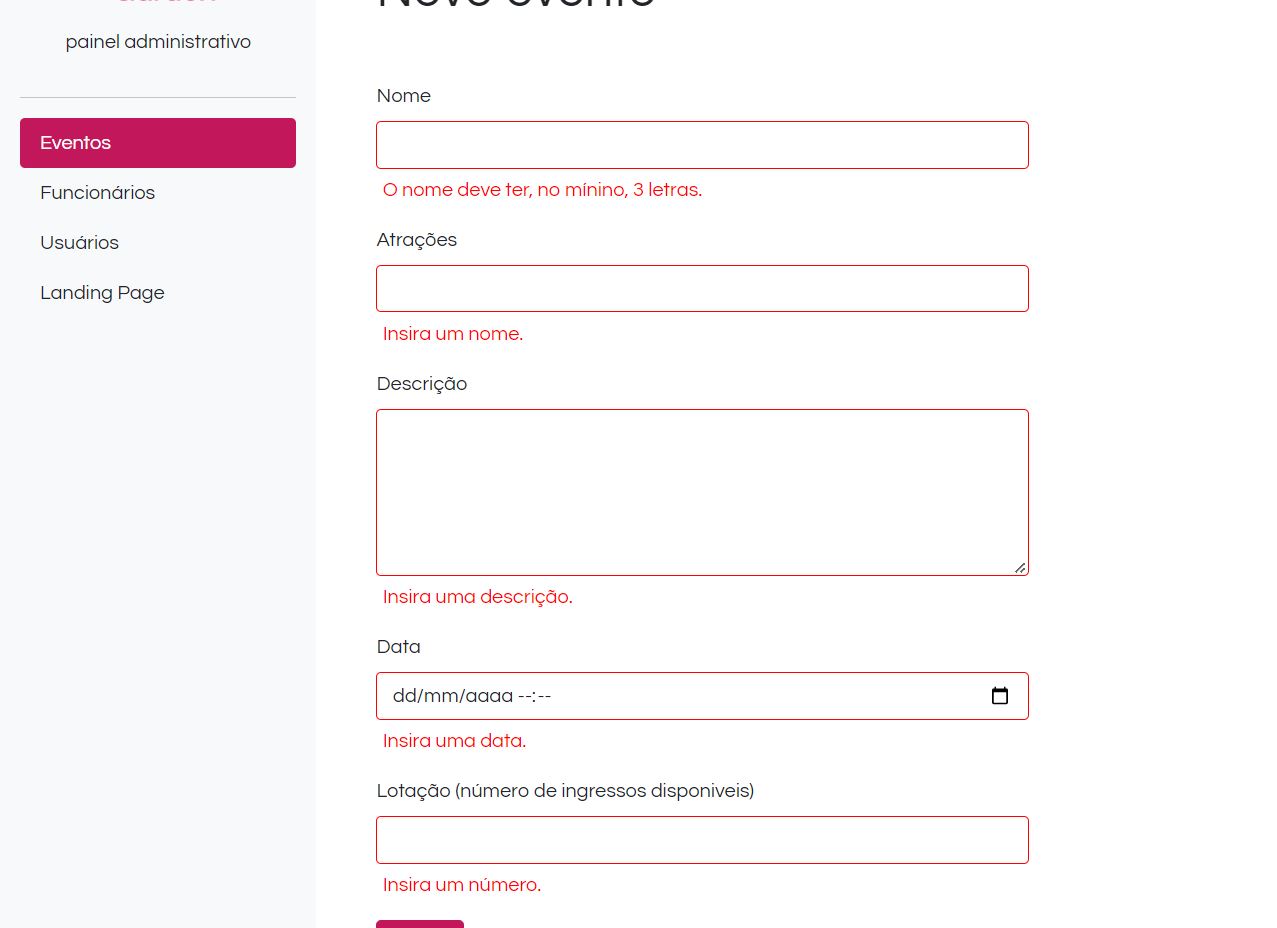 Novo evento
painel administrativo
Eventos
Funcionários
Usuários
Landing Page
Nome
O nome deve ter, no mínino, 3 letras.
Atrações
Insira um nome.
Descrição
Insira uma descrição.
Data
dd/mm/aaaa --:--
Insira uma data.
Lotação (número de ingressos disponiveis)
Insira um número.